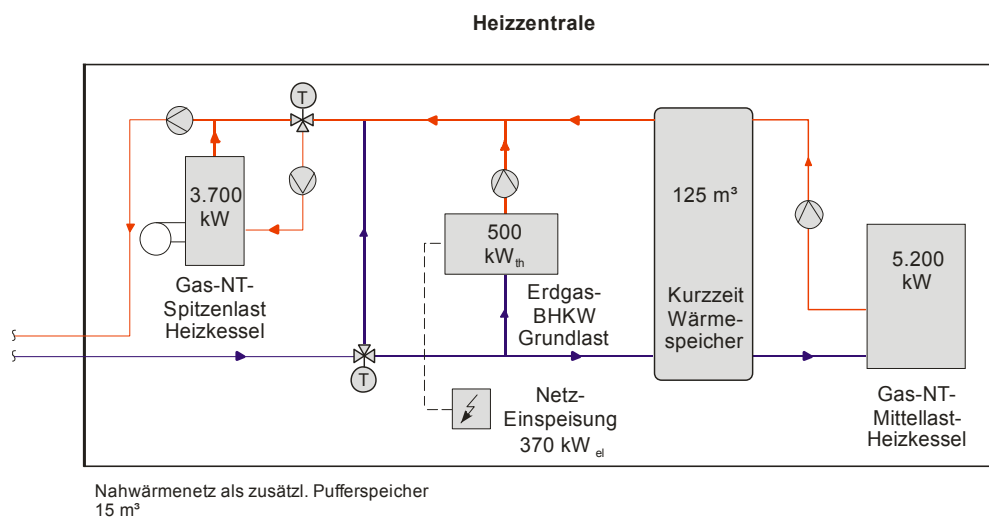 Heizzentrale
T
3.700
kW
Gas-NT-
Spitzenlast
Heizkessel
500
kWth
Erdgas-
BHKW
Grundlast
125 m³
Kurzzeit
Wärme-
speicher
5.200
kW
Gas-NT-
Mittellast-
Heizkessel
T
Netz-
Einspeisung
370 kW el
Nahwärmenetz als zusätzl. Pufferspeicher
15 m³